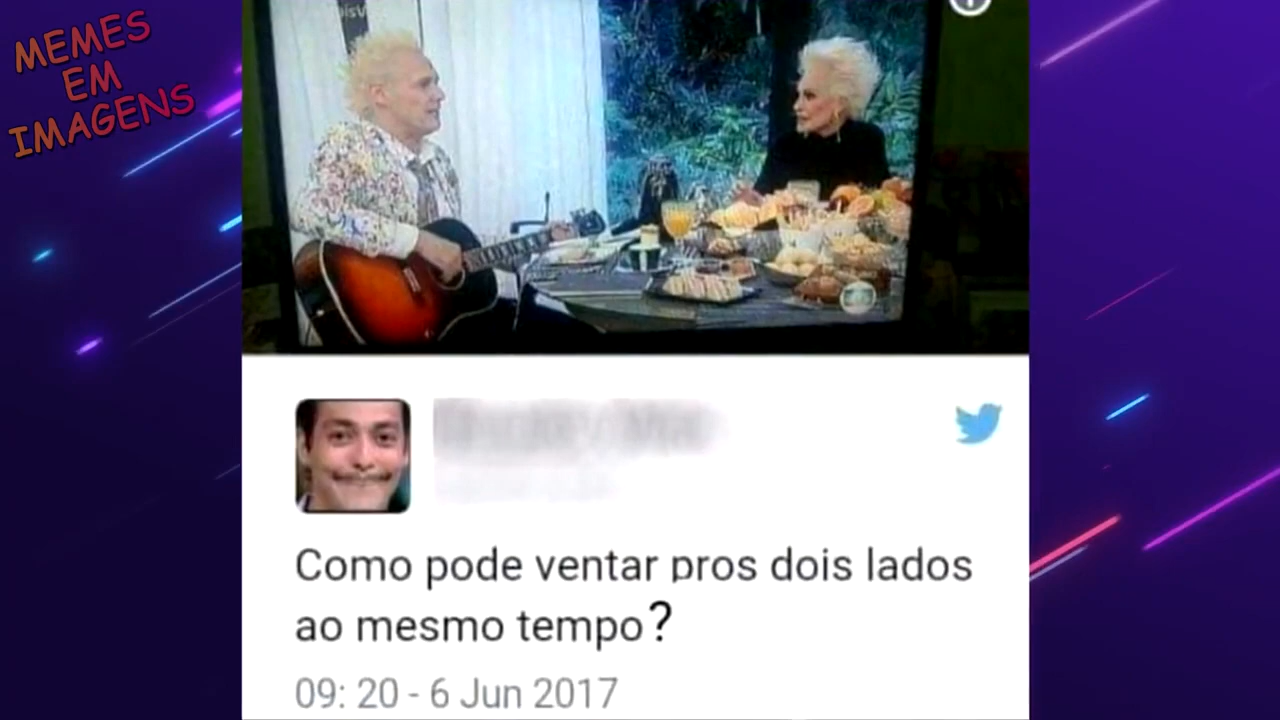 MEMES
EM
IMAGENS
Como pode ventar pros dois lados
ao mesmo tempo?
09: 20 - 6 Jun 2017